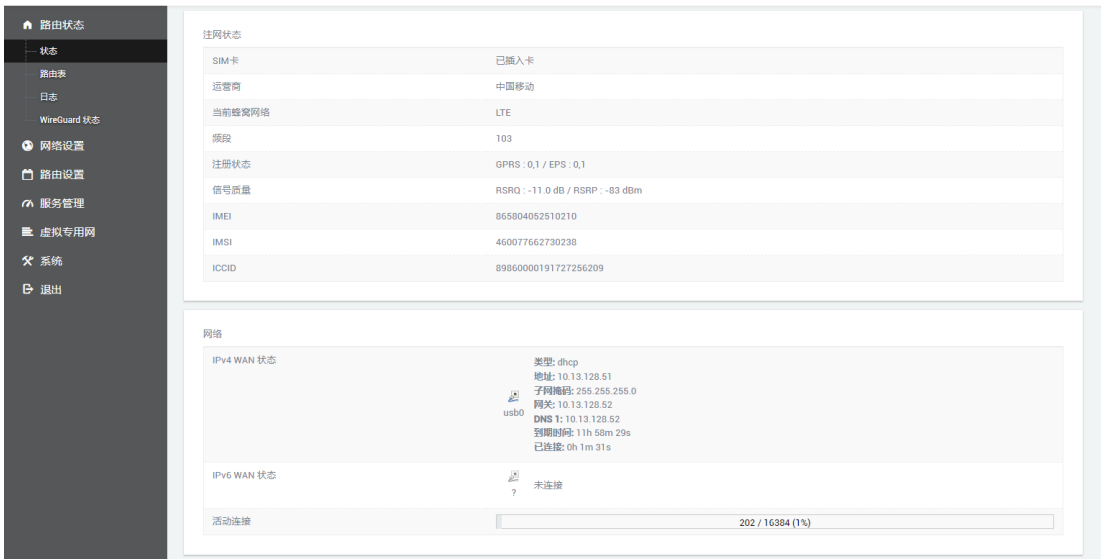 路由状态
状态
路由表
日志
WireGuard 状态
网络设置
路由设置
服务管理
虚拟专用网
系统
退出
注网状态
SIM卡 已插入卡
运营商 中国移动
当前蜂窝网络 LTE
频段 103
注册状态 GPRS : 0,1 / EPS : 0,1
信号质量 RSRQ : -11.0 dB / RSRP : -83 dBm
IMEI 865804052510210
IMSI 460077662730238
ICCID 89860000191727256209
网络
IPv4 WAN 状态
usb0
类型: dhcp
地址: 10.13.128.51
子网掩码: 255.255.255.0
网关: 10.13.128.52
DNS 1: 10.13.128.52
到期时间: 11h 58m 29s
已连接: 0h 1m 31s
IPv6 WAN 状态
?
未连接
活动连接 202 / 16384 (1%)